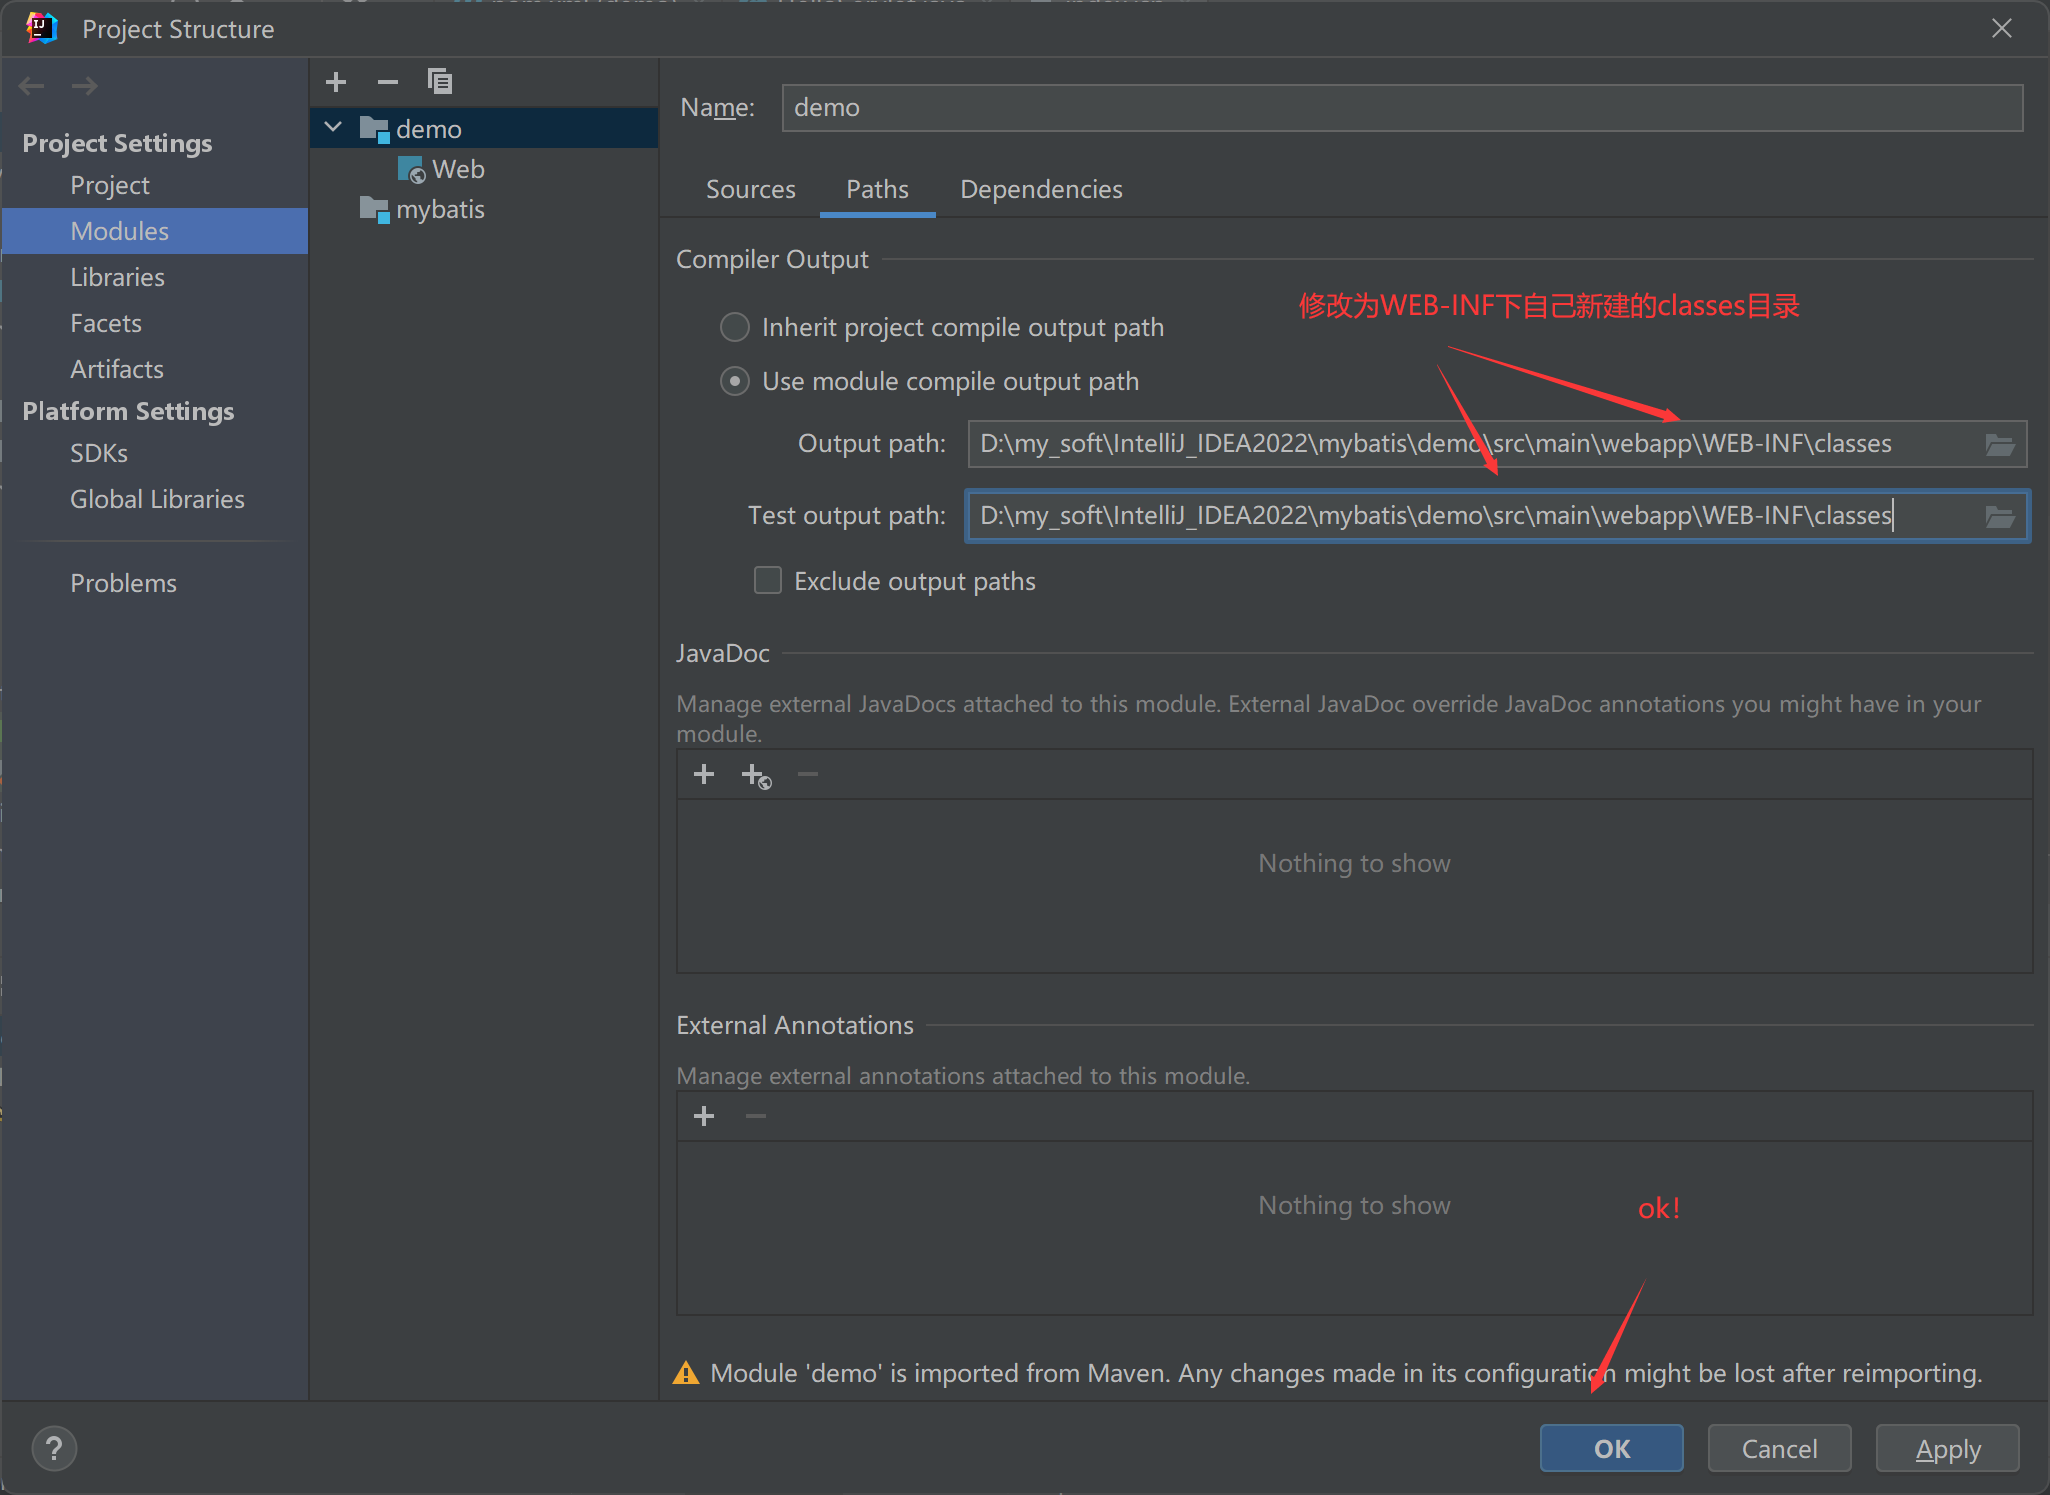 Project Structure
Project Settings
Project
Modules
Libraries
Facets
Artifacts
Platform Settings
SDKs
Global Libraries
Problems
demo
Web
mybatis
Name: demo
Sources Paths Dependencies
Compiler Output
修改为WEB-INF下自己新建的classes目录
Inherit project compile output path
Use module compile output path
Output path: D:\my_soft\IntelliJ_IDEA2022\mybatis\demo\src\main\webapp\WEB-INF\classes
Test output path: D:\my_soft\IntelliJ_IDEA2022\mybatis\demo\src\main\webapp\WEB-INF\classes
Exclude output paths
JavaDoc
Manage external JavaDocs attached to this module. External JavaDoc override JavaDoc annotations you might have in your
module.
Nothing to show
External Annotations
Manage external annotations attached to this module.
Nothing to show
ok!
Module 'demo' is imported from Maven. Any changes made in its configuration might be lost after reimporting.
? OK Cancel Apply